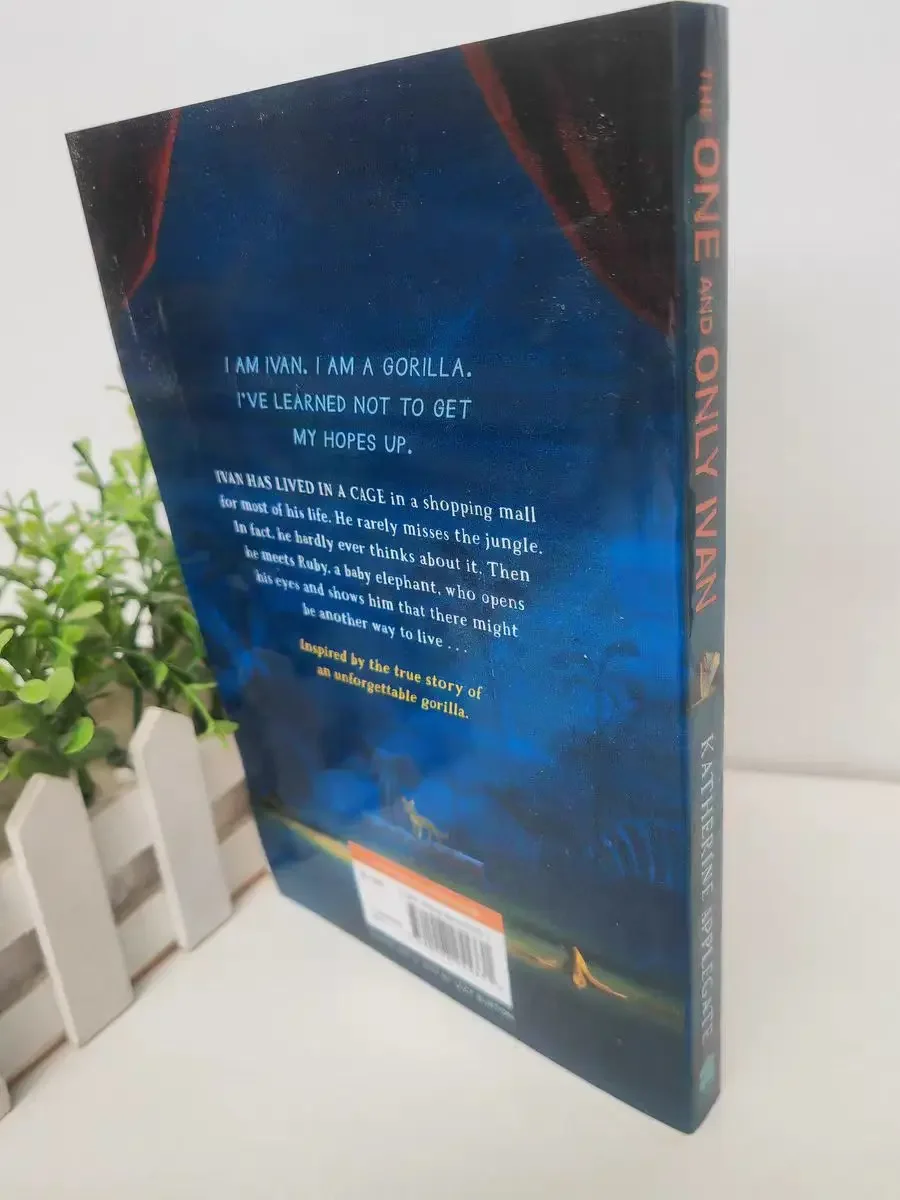 I AM IVAN. I AM A GORILLA.
I'VE LEARNED NOT TO GET
MY HOPES UP.
IVAN HAS LIVED IN A CAGE in a shopping mall
for most of his life. He rarely misses the jungle.
In fact, he hardly ever thinks about it. Then
he meets Ruby, a baby elephant, who opens
his eyes and shows him that there might
be another way to live . . .
Inspired by the true story of
an unforgettable gorilla.
THE ONE AND ONLY IVAN
KATHERINE APPLEGATE